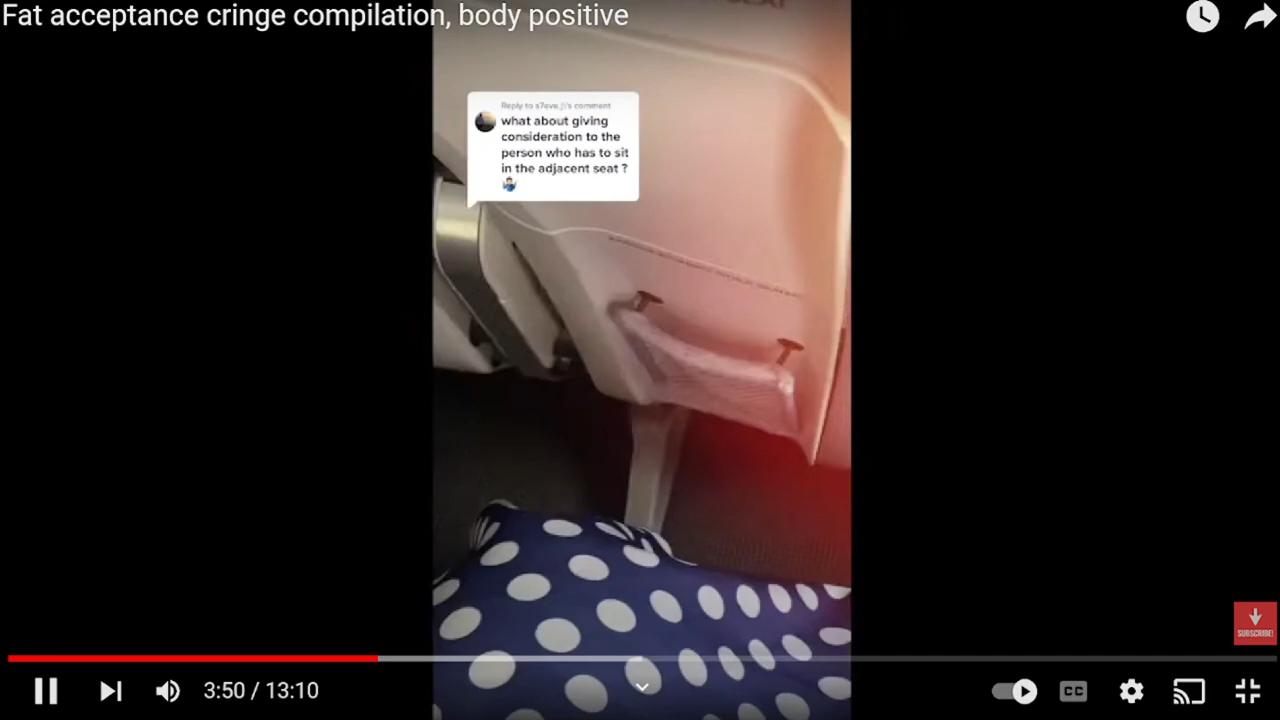 Fat acceptance cringe compilation, body positive
what about giving
consideration to the
person who has to sit
in the adjacent seat ?
SUBSCRIBE!
3:50 / 13:10
CC